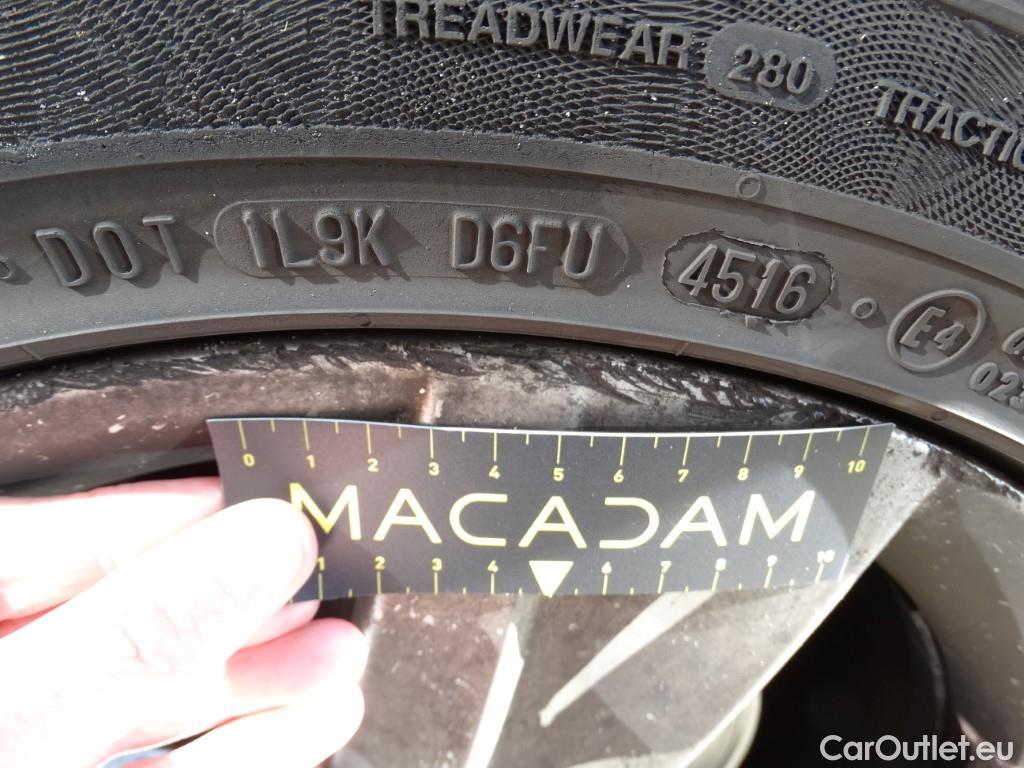 TREADWEAR 280
DOT 1L9K D6FU 4516 E4
0 1 2 3 4 5 6 7 8 9 10
MACADAM
1 2 3 4 6 7 8 9 10
CarOutlet.eu